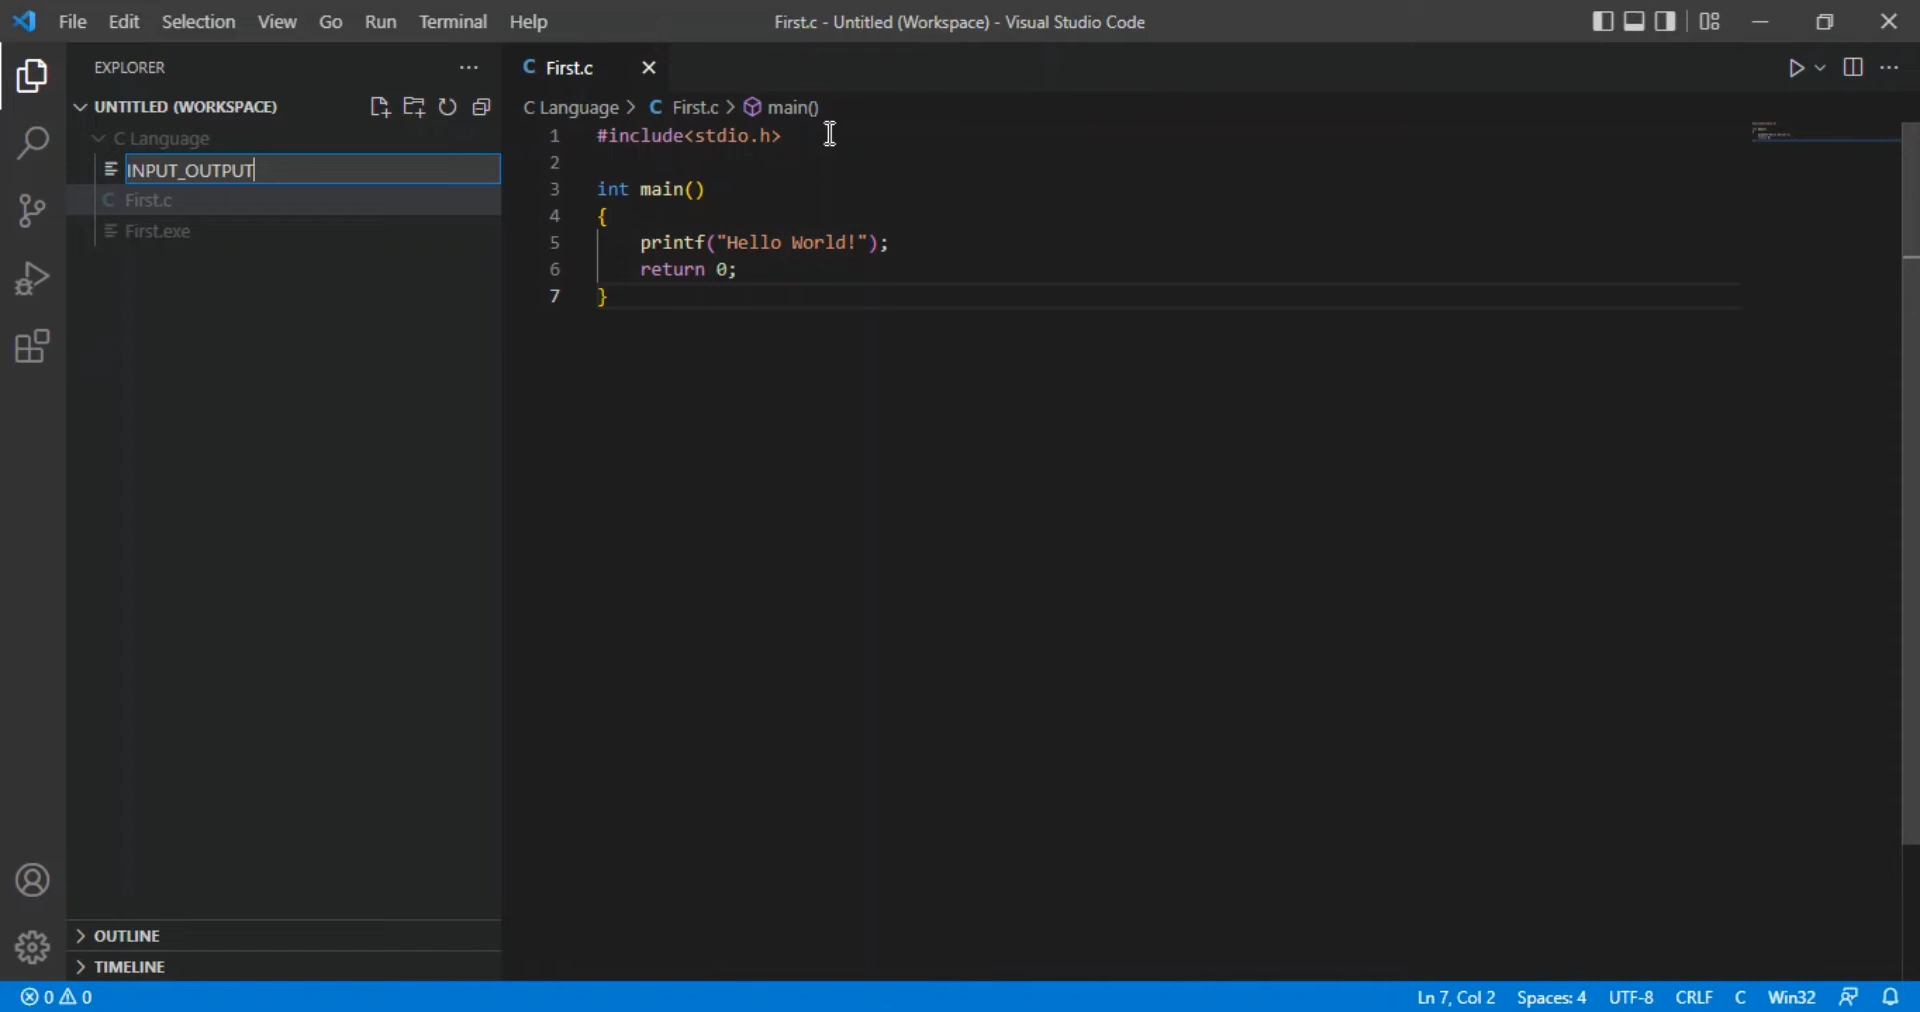 File Edit Selection View Go Run Terminal Help
First.c - Untitled (Workspace) - Visual Studio Code
EXPLORER
UNTITLED (WORKSPACE)
C Language
INPUT_OUTPUT
First.c
First.exe
OUTLINE
TIMELINE
C First.c
C Language > C First.c > main()
1 #include<stdio.h>
2
3 int main()
4 {
5 printf("Hello World!");
6 return 0;
7 }
0 0
Ln 7, Col 2 Spaces: 4 UTF-8 CRLF C Win32